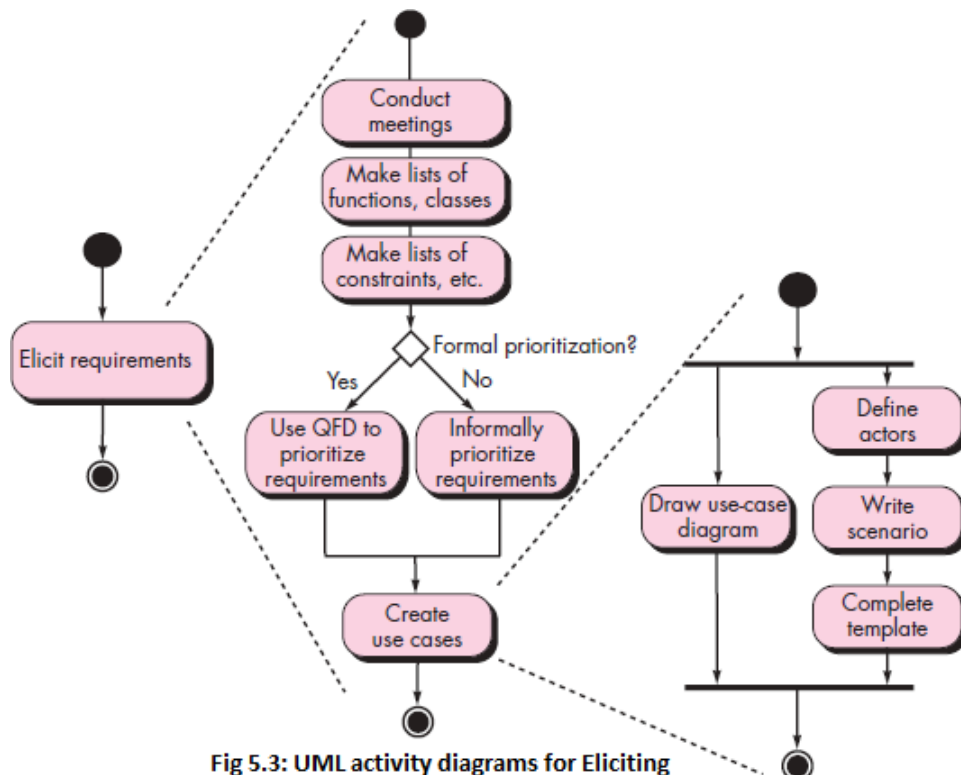 Conduct
meetings
Make lists of
functions, classes
Make lists of
constraints, etc.
Elicit requirements
Formal prioritization?
Yes
No
Use QFD to
prioritize
requirements
Informally
prioritize
requirements
Create
use cases
Draw use-case
diagram
Define
actors
Write
scenario
Complete
template
Fig 5.3: UML activity diagrams for Eliciting